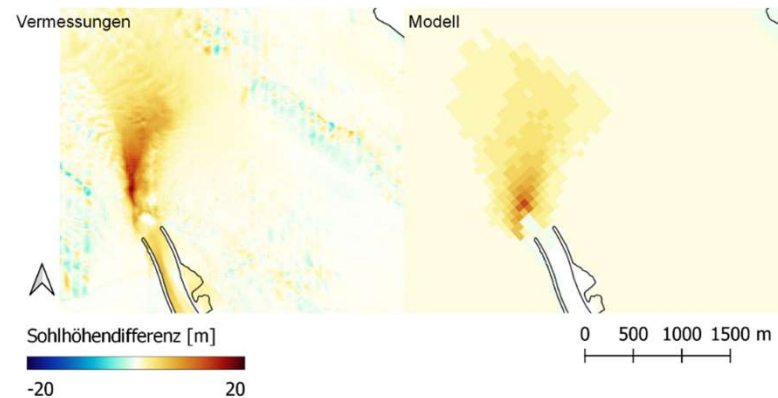 Vermessungen
Modell
Sohlhöhendifferenz [m]
-20
20
0 500 1000 1500 m